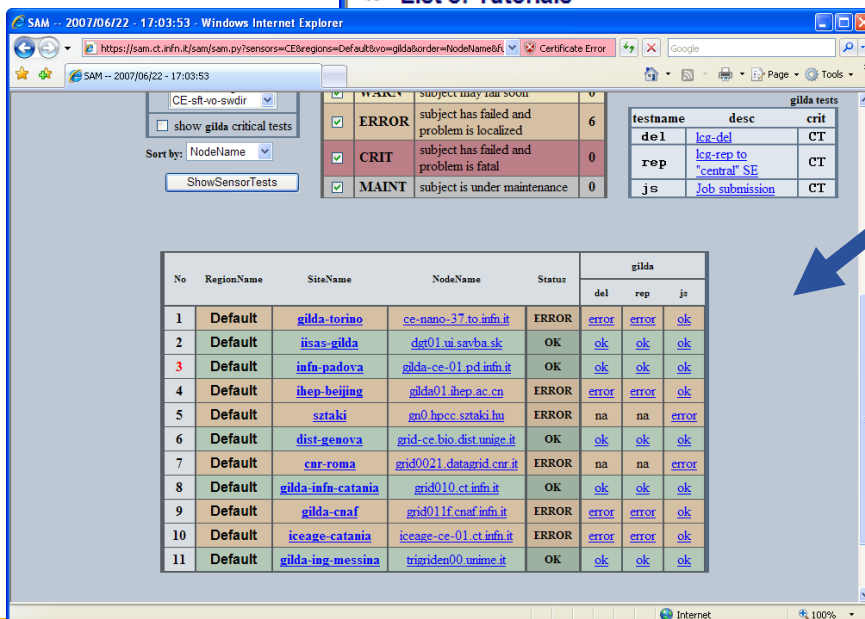 List of Tutorials
SAM -- 2007/06/22 - 17:03:53 - Windows Internet Explorer
https://sam.ct.infn.it/sam/sam.py?sensors=CE&regions=Default&vo=gilda&order=NodeName&fu Certificate Error Google
SAM -- 2007/06/22 - 17:03:53 Page Tools
CE-sft-vo-swdir
show gilda critical tests
Sort by: NodeName
ShowSensorTests
WARN subject may fail soon 0
ERROR subject has failed and problem is localized 6
CRIT subject has failed and problem is fatal 0
MAINT subject is under maintenance 0
gilda tests
testname desc crit
del lcg-del CT
rep lcg-rep to "central" SE CT
js Job submission CT
No RegionName SiteName NodeName Status gilda
del rep js
1 Default gilda-torino ce-nano-37.to.infn.it ERROR error error ok
2 Default iisas-gilda dgt01.ui.savba.sk OK ok ok ok
3 Default infn-padova gilda-ce-01.pd.infn.it OK ok ok ok
4 Default ihep-beijing gilda01.ihep.ac.cn ERROR error error ok
5 Default sztaki gn0.hpcc.sztaki.hu ERROR na na error
6 Default dist-genova grid-ce.bio.dist.unige.it OK ok ok ok
7 Default cnr-roma grid0021.datagrid.cnr.it ERROR na na error
8 Default gilda-infn-catania grid010.ct.infn.it OK ok ok ok
9 Default gilda-cnaf grid011f.cnaf.infn.it ERROR error error ok
10 Default iceage-catania iceage-ce-01.ct.infn.it ERROR error error ok
11 Default gilda-ing-messina trigriden00.unime.it OK ok ok ok
Internet 100%